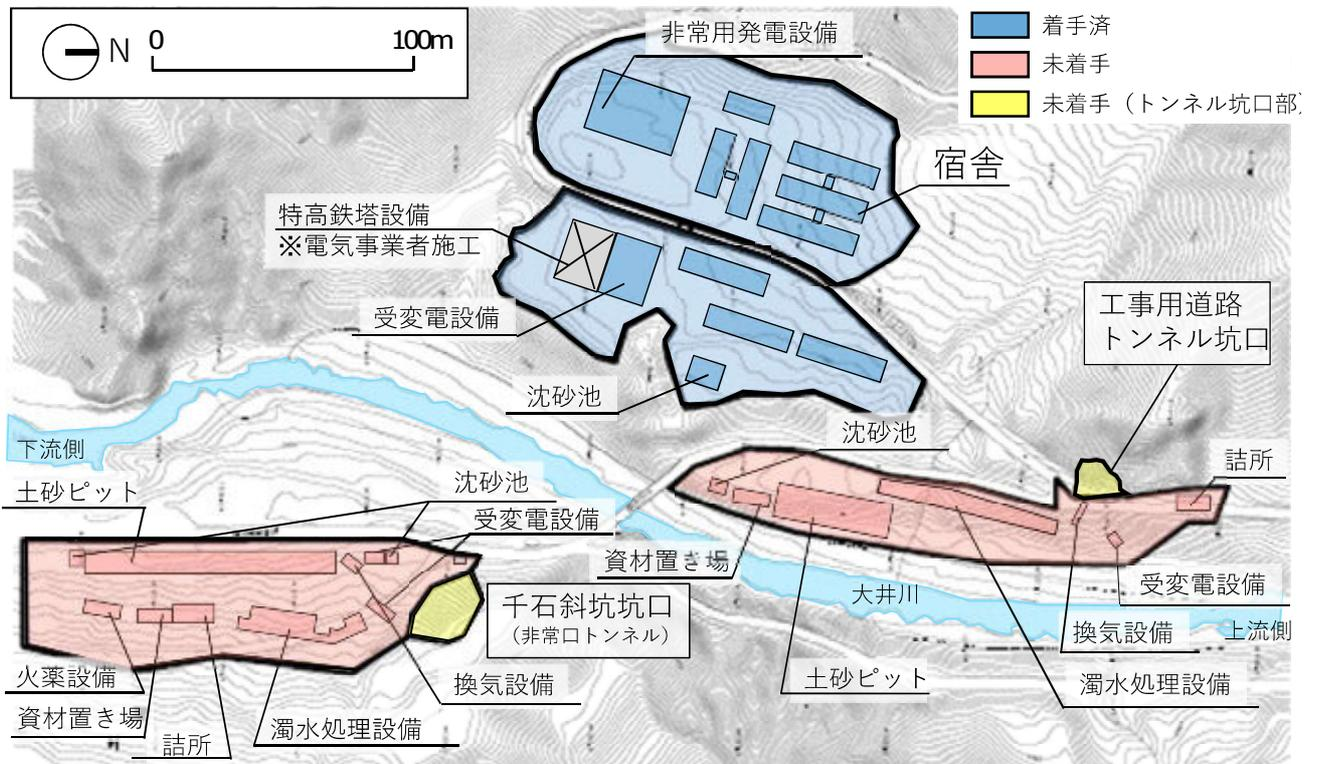 N
0
100m
着手済
未着手
未着手（トンネル坑口部）
非常用発電設備
宿舎
特高鉄塔設備
※電気事業者施工
受変電設備
沈砂池
工事用道路
トンネル坑口
沈砂池
詰所
下流側
土砂ピット
沈砂池
受変電設備
資材置き場
大井川
受変電設備
換気設備
上流側
千石斜坑坑口
（非常口トンネル）
火薬設備
資材置き場
詰所
濁水処理設備
換気設備
土砂ピット
濁水処理設備